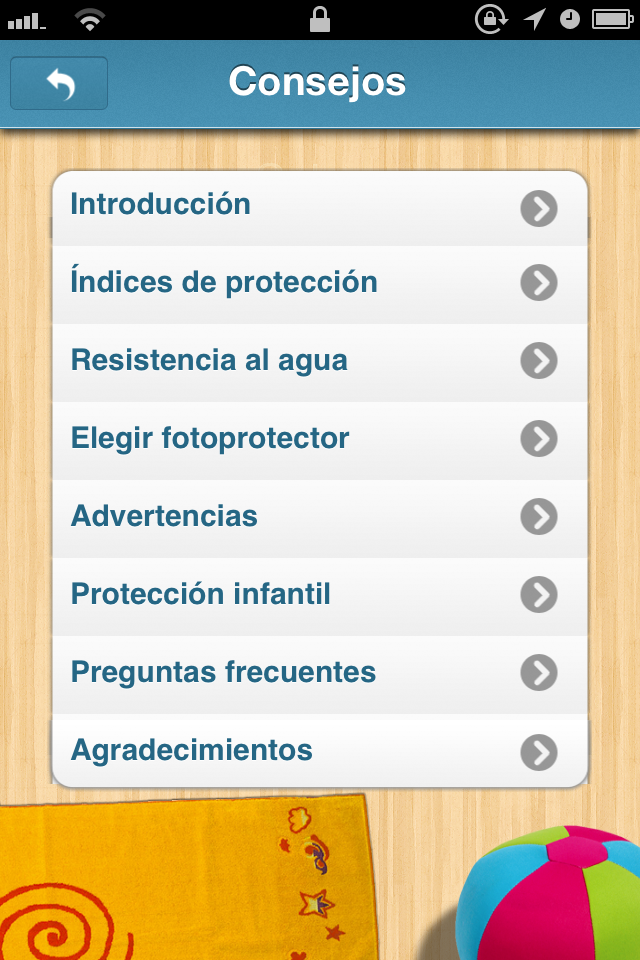 Consejos
Introducción
Índices de protección
Resistencia al agua
Elegir fotoprotector
Advertencias
Protección infantil
Preguntas frecuentes
Agradecimientos